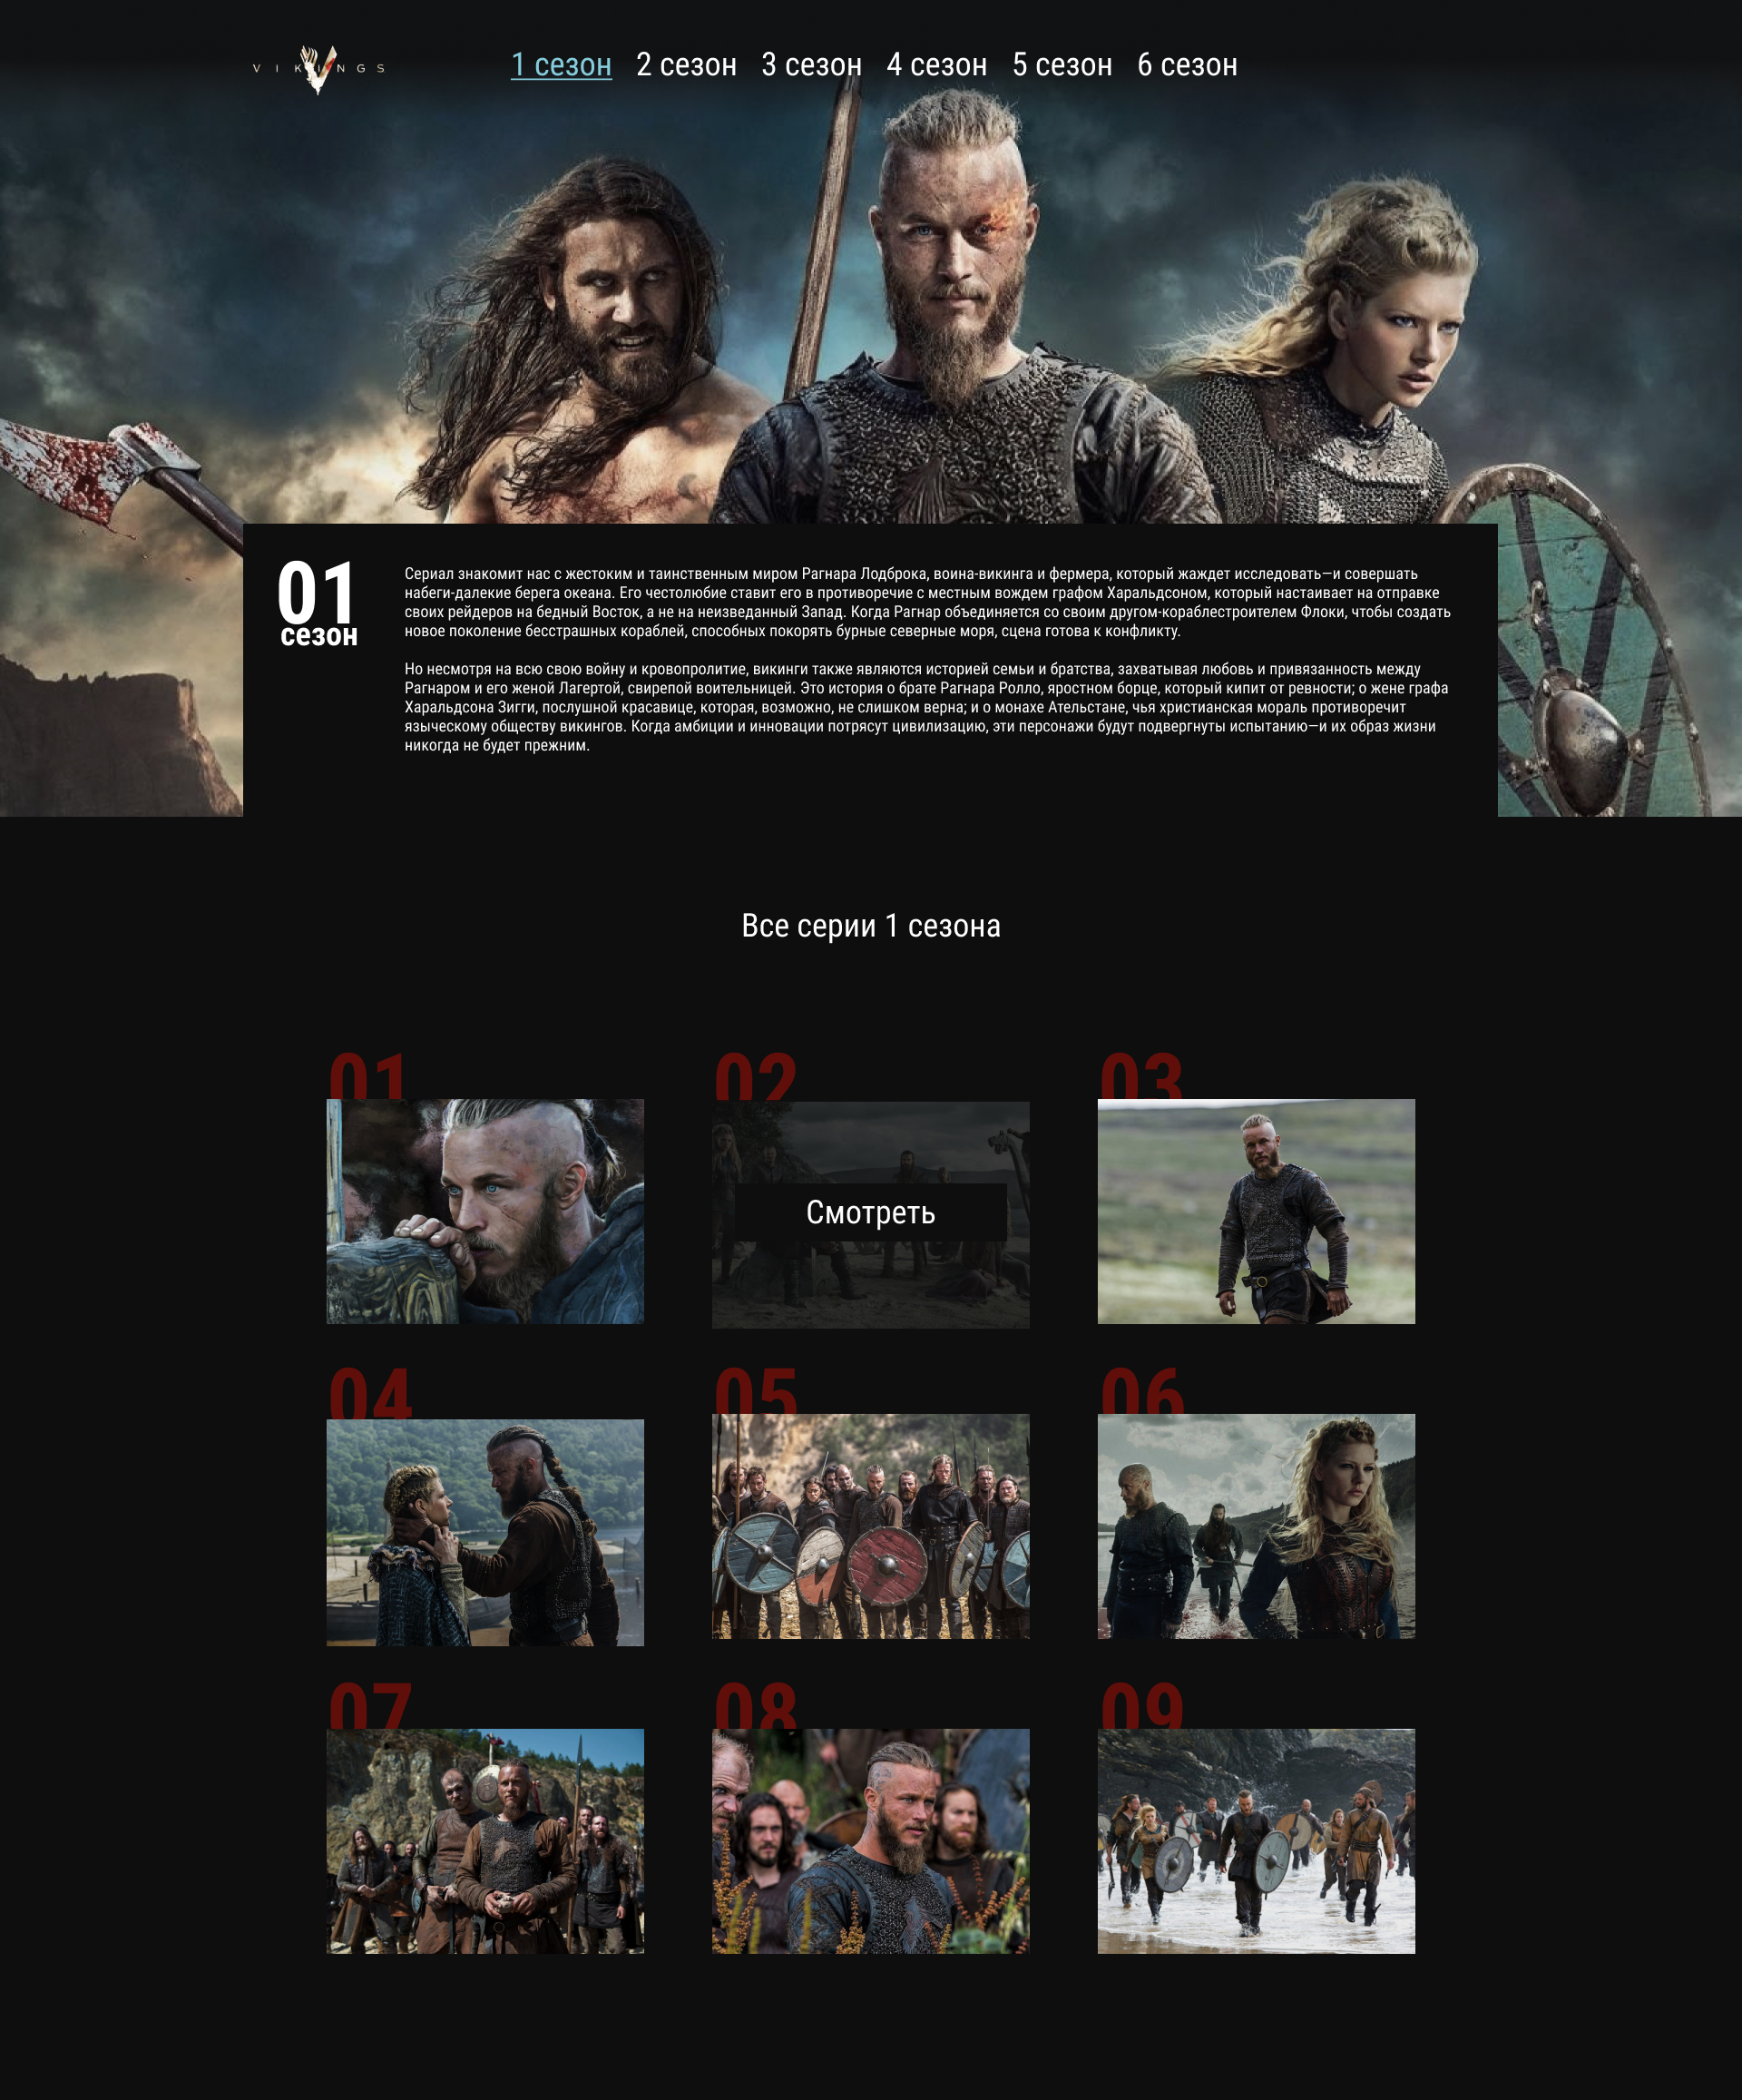 VIKINGS
1 сезон 2 сезон 3 сезон 4 сезон 5 сезон 6 сезон
01
сезон
Сериал знакомит нас с жестоким и таинственным миром Рагнара Лодброка, воина-викинга и фермера, который жаждет исследовать—и совершать
набеги-далекие берега океана. Его честолюбие ставит его в противоречие с местным вождем графом Харальдсоном, который настаивает на отправке
своих рейдеров на бедный Восток, а не на неизведанный Запад. Когда Рагнар объединяется со своим другом-кораблестроителем Флоки, чтобы создать
новое поколение бесстрашных кораблей, способных покорять бурные северные моря, сцена готова к конфликту.
Но несмотря на всю свою войну и кровопролитие, викинги также являются историей семьи и братства, захватывая любовь и привязанность между
Рагнаром и его женой Лагертой, свирепой воительницей. Это история о брате Рагнара Ролло, яростном борце, который кипит от ревности; о жене графа
Харальдсона Зигги, послушной красавице, которая, возможно, не слишком верна; и о монахе Ательстане, чья христианская мораль противоречит
языческому обществу викингов. Когда амбиции и инновации потрясут цивилизацию, эти персонажи будут подвергнуты испытанию—и их образ жизни
никогда не будет прежним.
Все серии 1 сезона
01 02 03
Смотреть
04 05 06
07 08 09